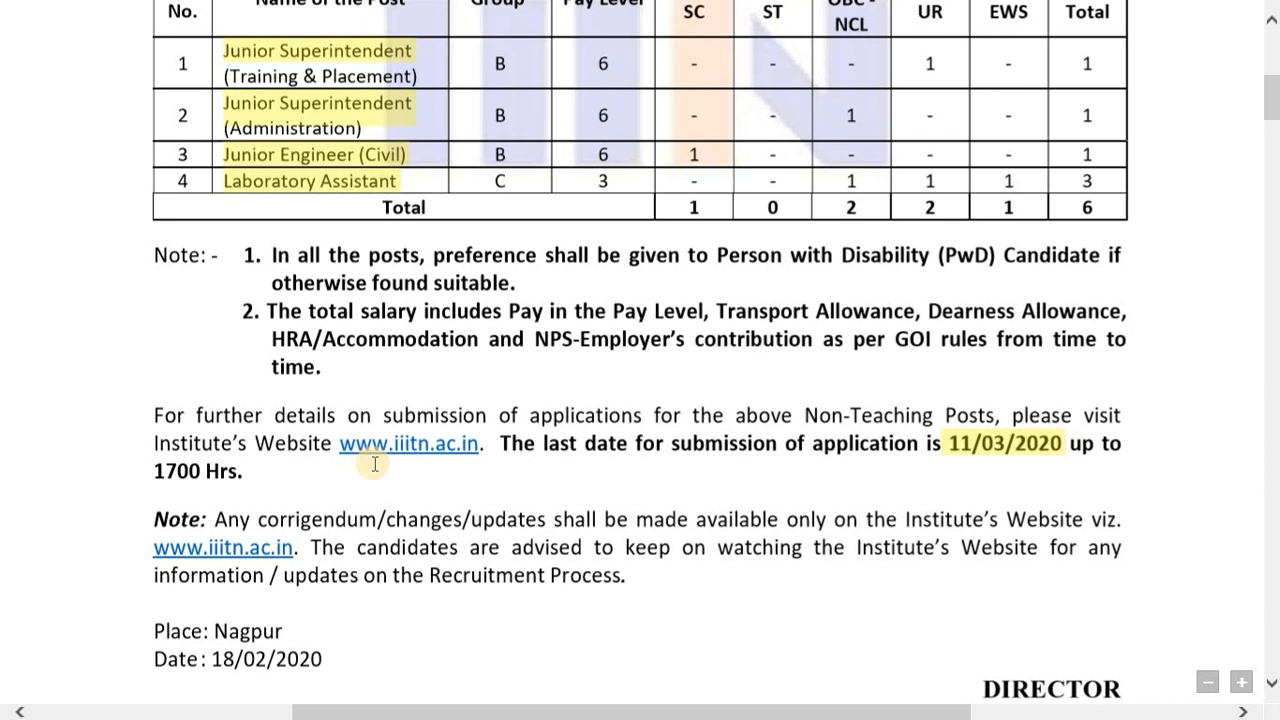 No. Name of the Post Group Pay Level SC ST OBC - NCL UR EWS Total
1 Junior Superintendent (Training & Placement) B 6 - - - 1 - 1
2 Junior Superintendent (Administration) B 6 - - 1 - - 1
3 Junior Engineer (Civil) B 6 1 - - - - 1
4 Laboratory Assistant C 3 - - 1 1 1 3
Total 1 0 2 2 1 6
Note: - 1. In all the posts, preference shall be given to Person with Disability (PwD) Candidate if
otherwise found suitable.
2. The total salary includes Pay in the Pay Level, Transport Allowance, Dearness Allowance,
HRA/Accommodation and NPS-Employer's contribution as per GOI rules from time to
time.
For further details on submission of applications for the above Non-Teaching Posts, please visit
Institute's Website www.iiitn.ac.in. The last date for submission of application is 11/03/2020 up to
1700 Hrs.
Note: Any corrigendum/changes/updates shall be made available only on the Institute's Website viz.
www.iiitn.ac.in. The candidates are advised to keep on watching the Institute's Website for any
information / updates on the Recruitment Process.
Place: Nagpur
Date : 18/02/2020
DIRECTOR